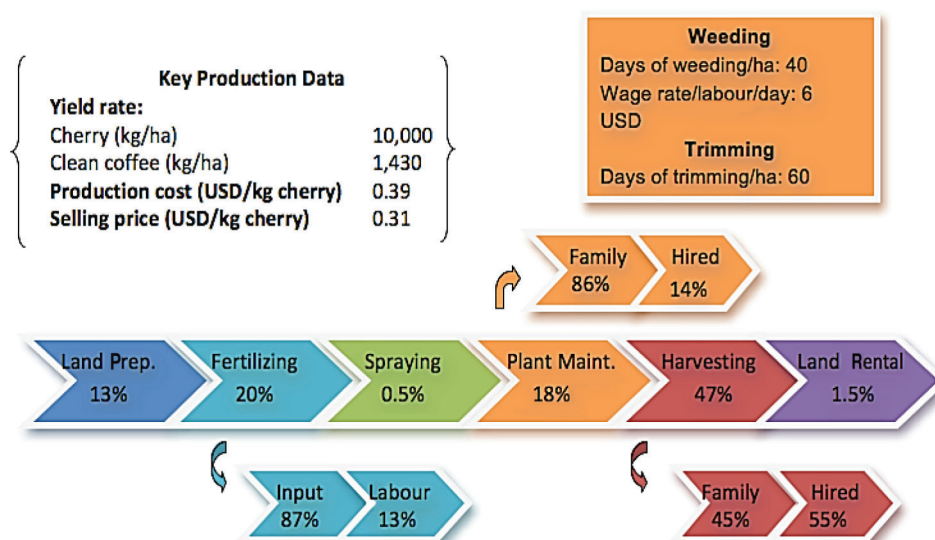 Key Production Data
Yield rate:
Cherry (kg/ha) 10,000
Clean coffee (kg/ha) 1,430
Production cost (USD/kg cherry) 0.39
Selling price (USD/kg cherry) 0.31
Weeding
Days of weeding/ha: 40
Wage rate/labour/day: 6
USD
Trimming
Days of trimming/ha: 60
Family Hired
86% 14%
Land Prep. Fertilizing Spraying Plant Maint. Harvesting Land Rental
13% 20% 0.5% 18% 47% 1.5%
Input Labour
87% 13%
Family Hired
45% 55%